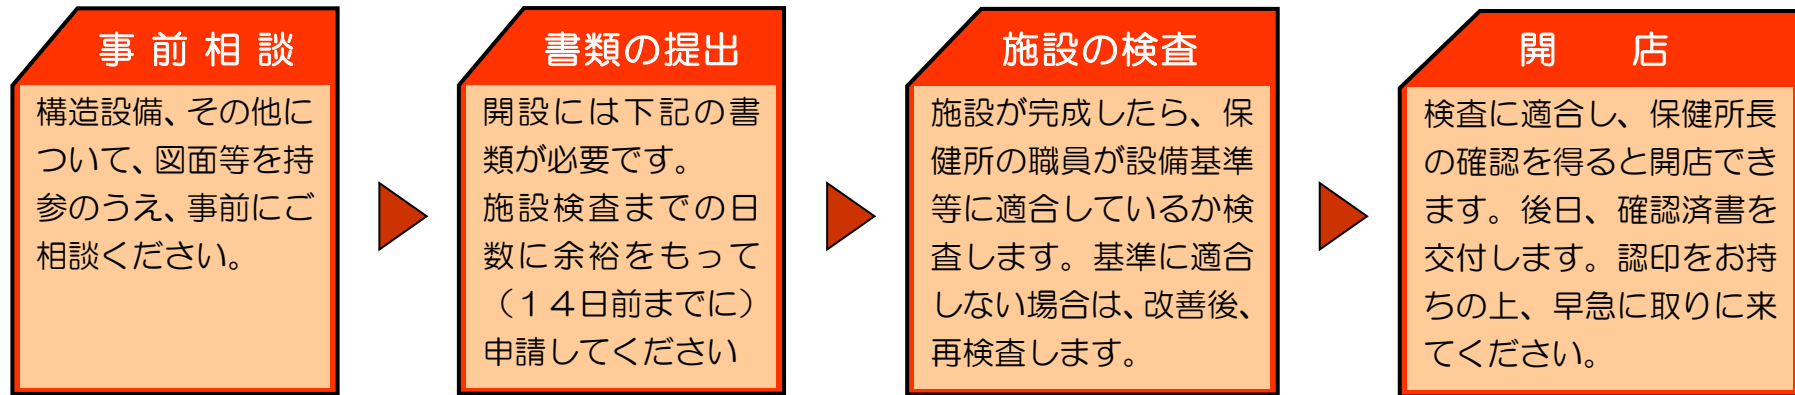 事前相談
構造設備、その他に
ついて、図面等を持
参のうえ、事前にご
相談ください。
書類の提出
開設には下記の書
類が必要です。
施設検査までの日
数に余裕をもって
（１４日前までに）
申請してください
施設の検査
施設が完成したら、保
健所の職員が設備基準
等に適合しているか検
査します。基準に適合
しない場合は、改善後、
再検査します。
開　店
検査に適合し、保健所長
の確認を得ると開店でき
ます。後日、確認済書を
交付します。認印をお持
ちの上、早急に取りに来
てください。